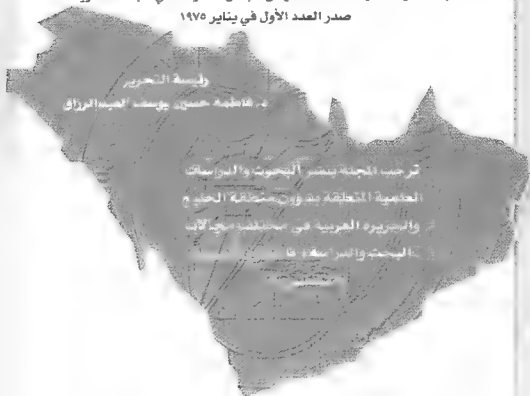 صدر العدد الأول في يناير ١٩٧٥
رئيسة التحرير
د. فاطمة حسين يوسف العبدالرزاق
ترحب المجلة بنشر البحوث والدراسات
العلمية المتعلقة بشؤون منطقة الخليج
والجزيرة العربية في مختلف مجالات
البحث والدراسة